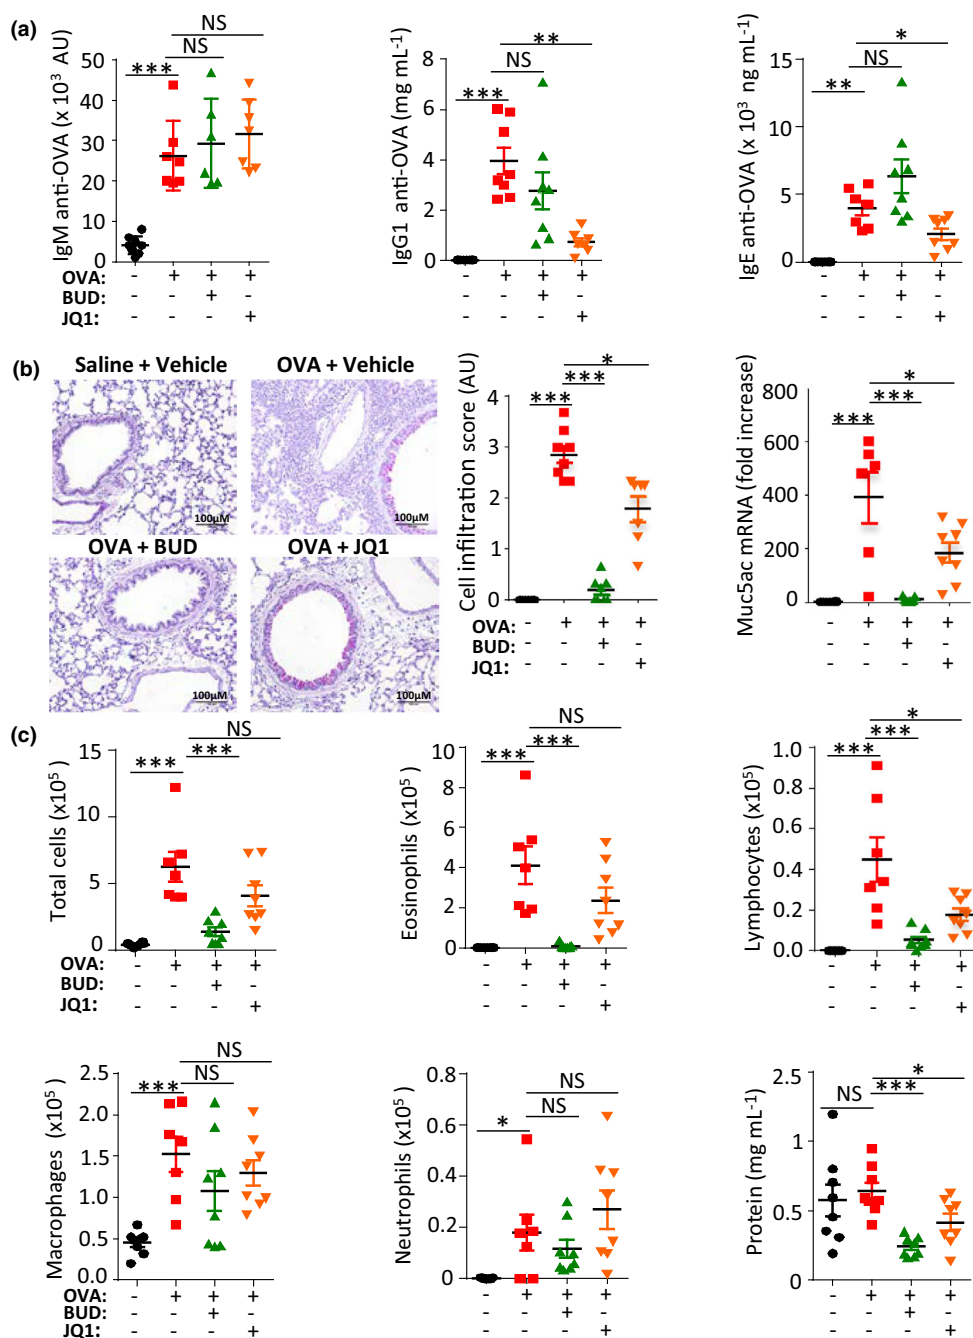 (a)
IgM anti-OVA (x 10³ AU)
50
40
30
20
10
0
***
NS
NS
OVA: - + + +
BUD: - - + -
JQ1: - - - +
IgG1 anti-OVA (mg mL⁻¹)
8
6
4
2
0
***
NS
**
- + + +
- - + -
- - - +
IgE anti-OVA (x 10³ ng mL⁻¹)
15
10
5
0
**
NS
*
- + + +
- - + -
- - - +
(b)
Saline + Vehicle
OVA + Vehicle
100µM
100µM
OVA + BUD
OVA + JQ1
100µM
100µM
Cell infiltration score (AU)
4
3
2
1
0
***
***
*
OVA: - + + +
BUD: - - + -
JQ1: - - - +
Muc5ac mRNA (fold increase)
800
600
400
200
0
***
***
*
- + + +
- - + -
- - - +
(c)
Total cells (x10⁵)
15
10
5
0
***
***
NS
OVA: - + + +
BUD: - - + -
JQ1: - - - +
Eosinophils (x10⁵)
10
8
6
4
2
0
***
***
NS
- + + +
- - + -
- - - +
Lymphocytes (x10⁵)
1.0
0.8
0.6
0.4
0.2
0
***
***
*
- + + +
- - + -
- - - +
Macrophages (x10⁵)
2.5
2.0
1.5
1.0
0.5
0.0
***
NS
NS
OVA: - + + +
BUD: - - + -
JQ1: - - - +
Neutrophils (x10⁵)
0.8
0.6
0.4
0.2
0
*
NS
NS
- + + +
- - + -
- - - +
Protein (mg mL⁻¹)
1.5
1
0.5
0
NS
***
*
- + + +
- - + -
- - - +